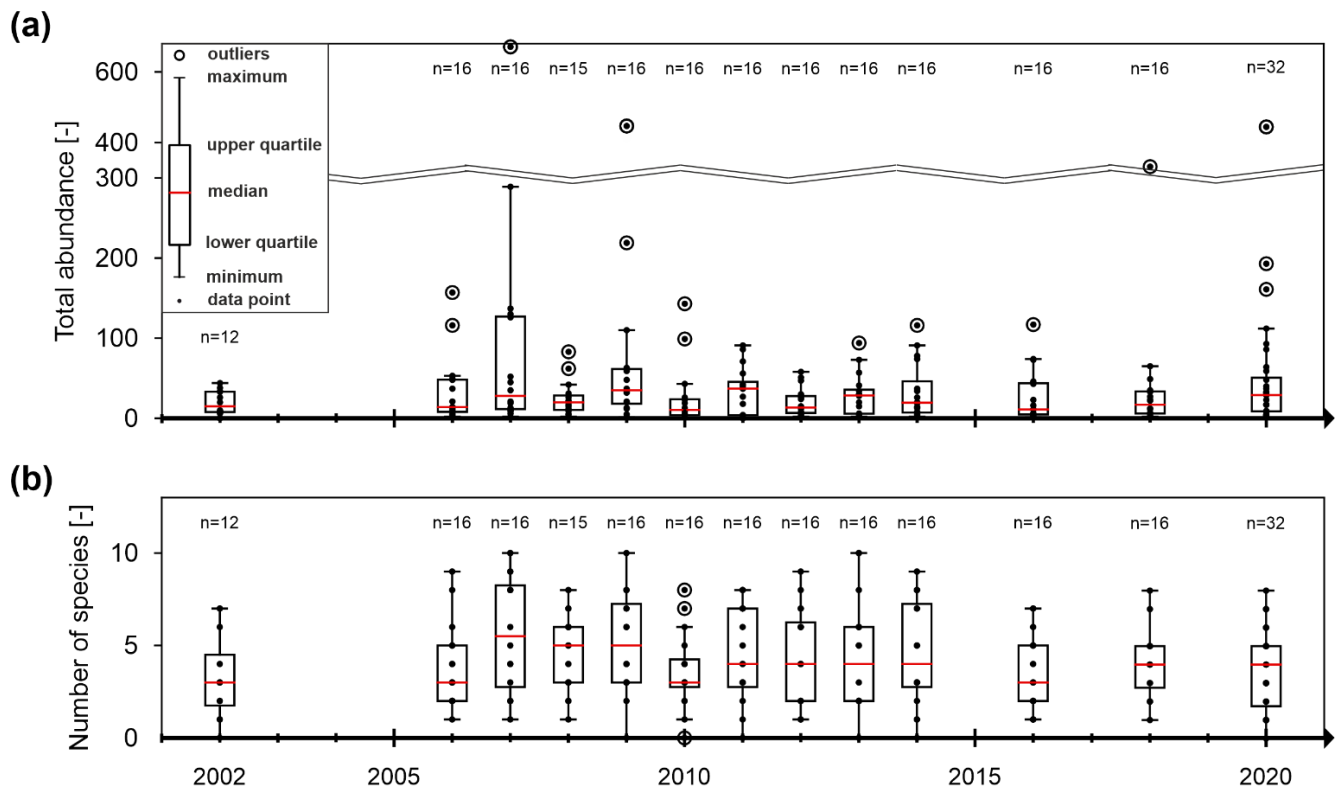 (a)
Total abundance [-]
600
400
300
200
100
0
outliers
maximum
upper quartile
median
lower quartile
minimum
data point
n=12
n=16
n=16
n=15
n=16
n=16
n=16
n=16
n=16
n=16
n=16
n=16
n=32
(b)
Number of species [-]
10
5
0
n=12
n=16
n=16
n=15
n=16
n=16
n=16
n=16
n=16
n=16
n=16
n=16
n=32
2002
2005
2010
2015
2020